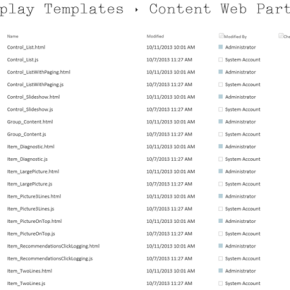 play Templates › Content Web Part
Name Modified Modified By Che
Control_List.html 10/11/2013 10:01 AM Administrator
Control_List.js 10/7/2013 11:27 AM System Account
Control_ListWithPaging.html 10/11/2013 10:01 AM Administrator
Control_ListWithPaging.js 10/7/2013 11:27 AM System Account
Control_Slideshow.html 10/11/2013 10:01 AM Administrator
Control_Slideshow.js 10/7/2013 11:27 AM System Account
Group_Content.html 10/11/2013 10:01 AM Administrator
Group_Content.js 10/7/2013 11:27 AM System Account
Item_Diagnostic.html 10/11/2013 10:01 AM Administrator
Item_Diagnostic.js 10/7/2013 11:27 AM System Account
Item_LargePicture.html 10/11/2013 10:01 AM Administrator
Item_LargePicture.js 10/7/2013 11:27 AM System Account
Item_Picture3Lines.html 10/11/2013 10:01 AM Administrator
Item_Picture3Lines.js 10/7/2013 11:27 AM System Account
Item_PictureOnTop.html 10/11/2013 10:01 AM Administrator
Item_PictureOnTop.js 10/7/2013 11:27 AM System Account
Item_RecommendationsClickLogging.html 10/11/2013 10:01 AM Administrator
Item_RecommendationsClickLogging.js 10/7/2013 11:27 AM System Account
Item_TwoLines.html 10/11/2013 10:01 AM Administrator
Item_TwoLines.js 10/7/2013 11:27 AM System Account